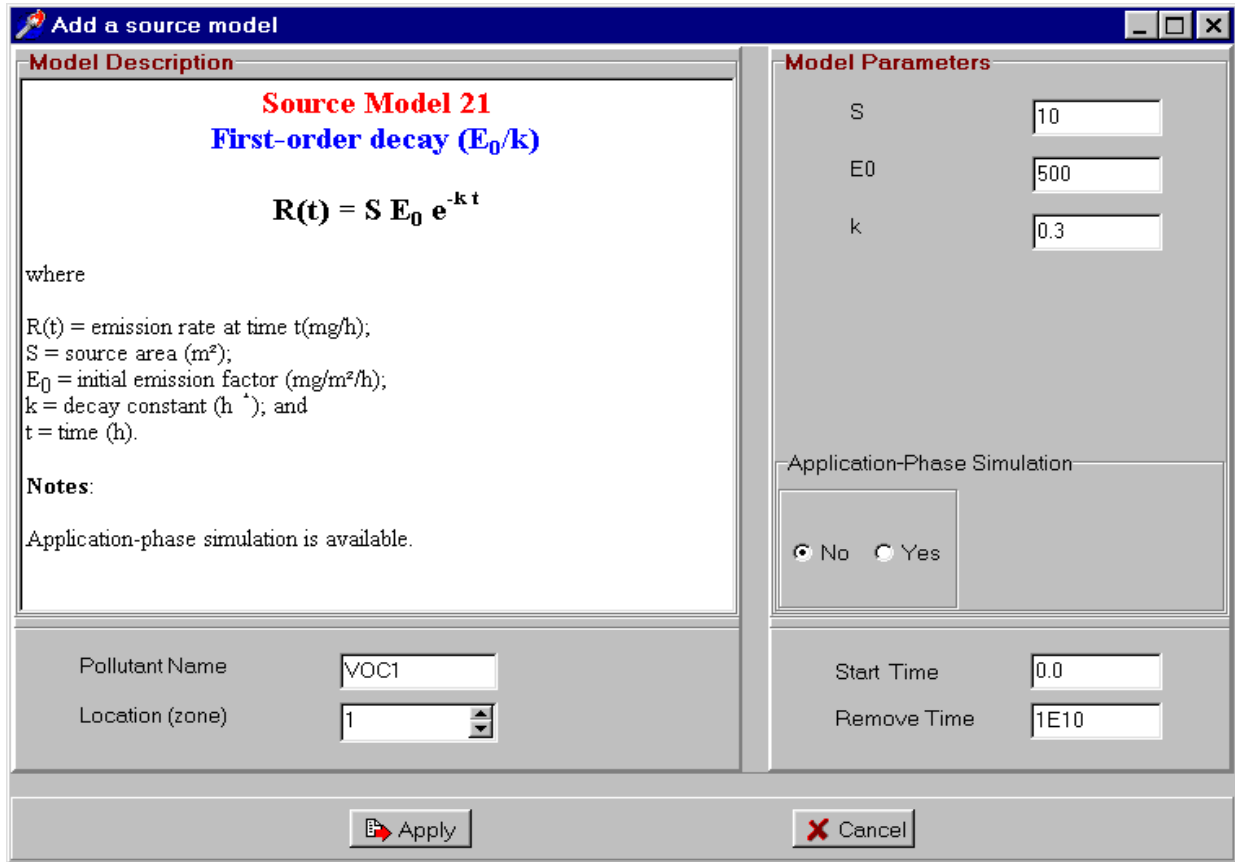 Add a source model
Model Description
Source Model 21
First-order decay (E₀/k)
R(t) = S E₀ e⁻ᵏ ᵗ
where
R(t) = emission rate at time t(mg/h);
S = source area (m²);
E₀ = initial emission factor (mg/m²/h);
k = decay constant (h ); and
t = time (h).
Notes:
Application-phase simulation is available.
Model Parameters
S 10
E0 500
k 0.3
Application-Phase Simulation
No Yes
Pollutant Name VOC1
Location (zone) 1
Start Time 0.0
Remove Time 1E10
Apply Cancel